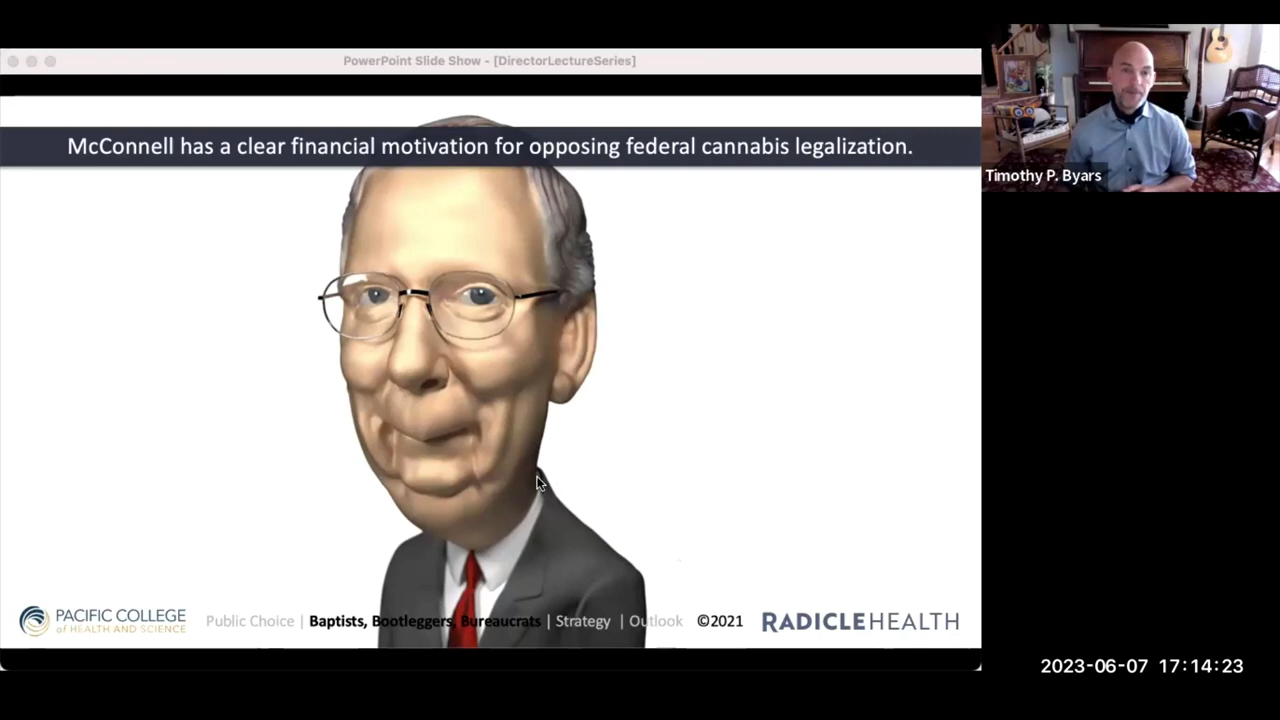 PowerPoint Slide Show - [DirectorLectureSeries]
McConnell has a clear financial motivation for opposing federal cannabis legalization.
Timothy P. Byars
PACIFIC COLLEGE
of HEALTH AND SCIENCE
Public Choice | Baptists, Bootleggers, Bureaucrats | Strategy | Outlook ©2021
RADICLEHEALTH
2023-06-07 17:14:23